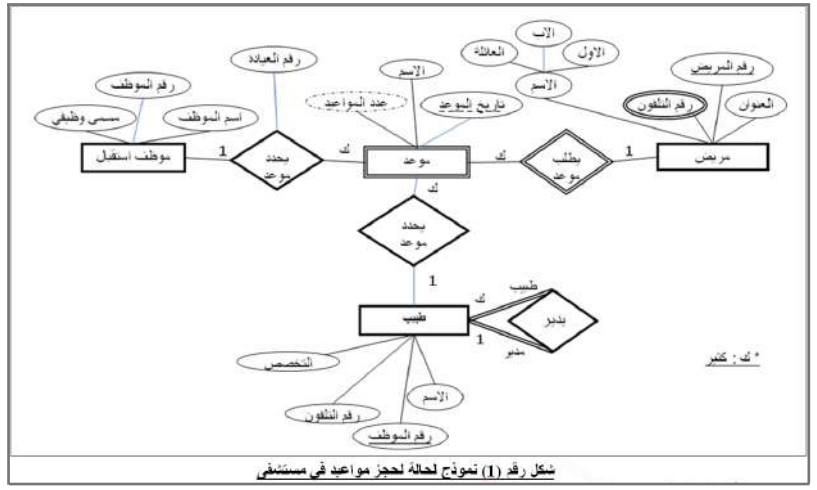 الاب
العائلة
الاول
رقم العيادة
الاسم
رقم المريض
رقم الموظف
عدد المواعيد
الاسم
رقم التلفون
العنوان
مسمى وظيفي
اسم الموظف
تاريخ الموعد
موظف استقبال
1
يحدد
موعد
ك
موعد
ك
يطلب
موعد
1
مريض
ك
يحدد
موعد
1
طبيب
ك
طبيب
يدير
1
مدير
التخصص
الاسم
رقم التلفون
رقم الموظف
* ك : كثير
شكل رقم (1) نموذج لحالة لحجز مواعيد في مستشفى